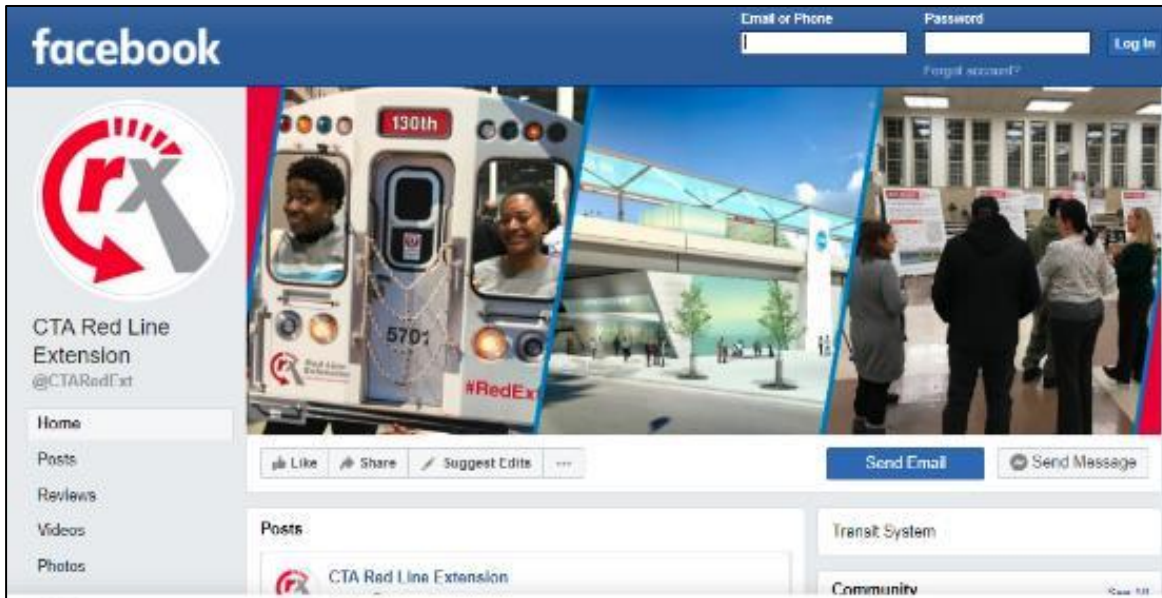 Email or Phone
Password
facebook
Log In
Forgot account?
130th
rx
5701
Red Line
Extension
#RedEx
CTA Red Line
Extension
@CTARedExt
Home
Posts
Reviews
Videos
Photos
Like
Share
Suggest Edits
...
Send Email
Send Message
Posts
CTA Red Line Extension
Transit System
Community
See All